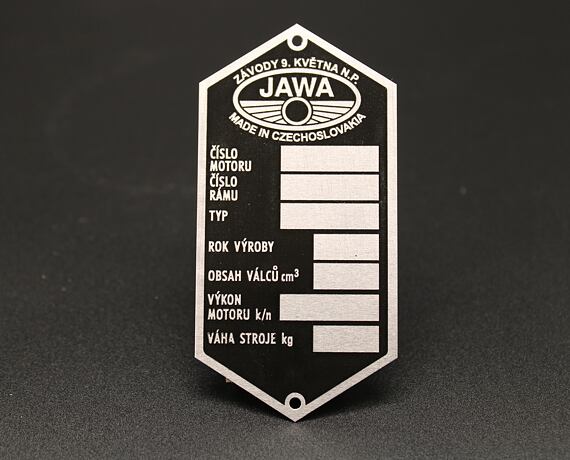 ZÁVODY 9. KVĚTNA N.P.
JAWA
MADE IN CZECHOSLOVAKIA
ČÍSLO
MOTORU
ČÍSLO
RÁMU
TYP
ROK VÝROBY
OBSAH VÁLCŮ cm³
VÝKON
MOTORU k/n
VÁHA STROJE kg